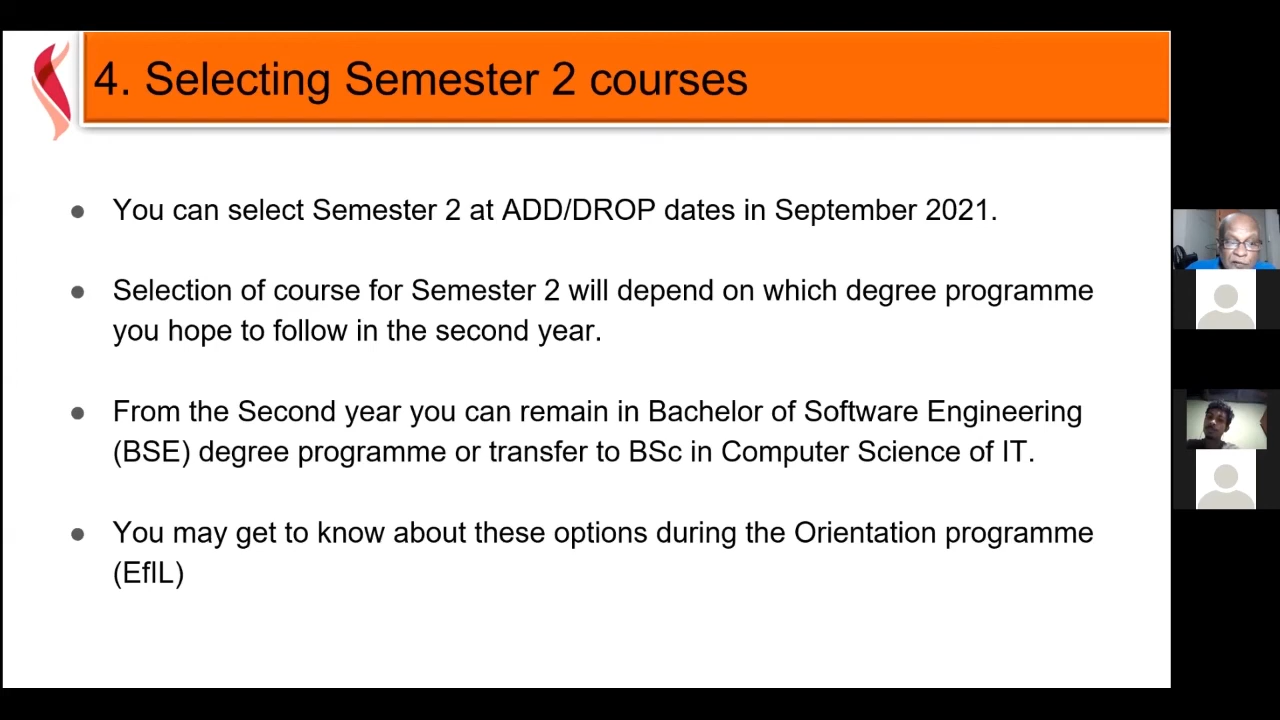 4. Selecting Semester 2 courses
● You can select Semester 2 at ADD/DROP dates in September 2021.
● Selection of course for Semester 2 will depend on which degree programme
you hope to follow in the second year.
● From the Second year you can remain in Bachelor of Software Engineering
(BSE) degree programme or transfer to BSc in Computer Science of IT.
● You may get to know about these options during the Orientation programme
(EfIL)